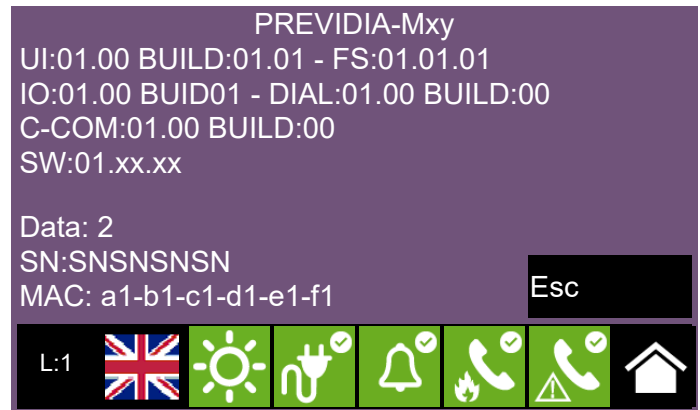 PREVIDIA-Mxy
UI:01.00 BUILD:01.01 - FS:01.01.01
IO:01.00 BUID01 - DIAL:01.00 BUILD:00
C-COM:01.00 BUILD:00
SW:01.xx.xx
Data: 2
SN:SNSNSNSN
MAC: a1-b1-c1-d1-e1-f1
Esc
L:1